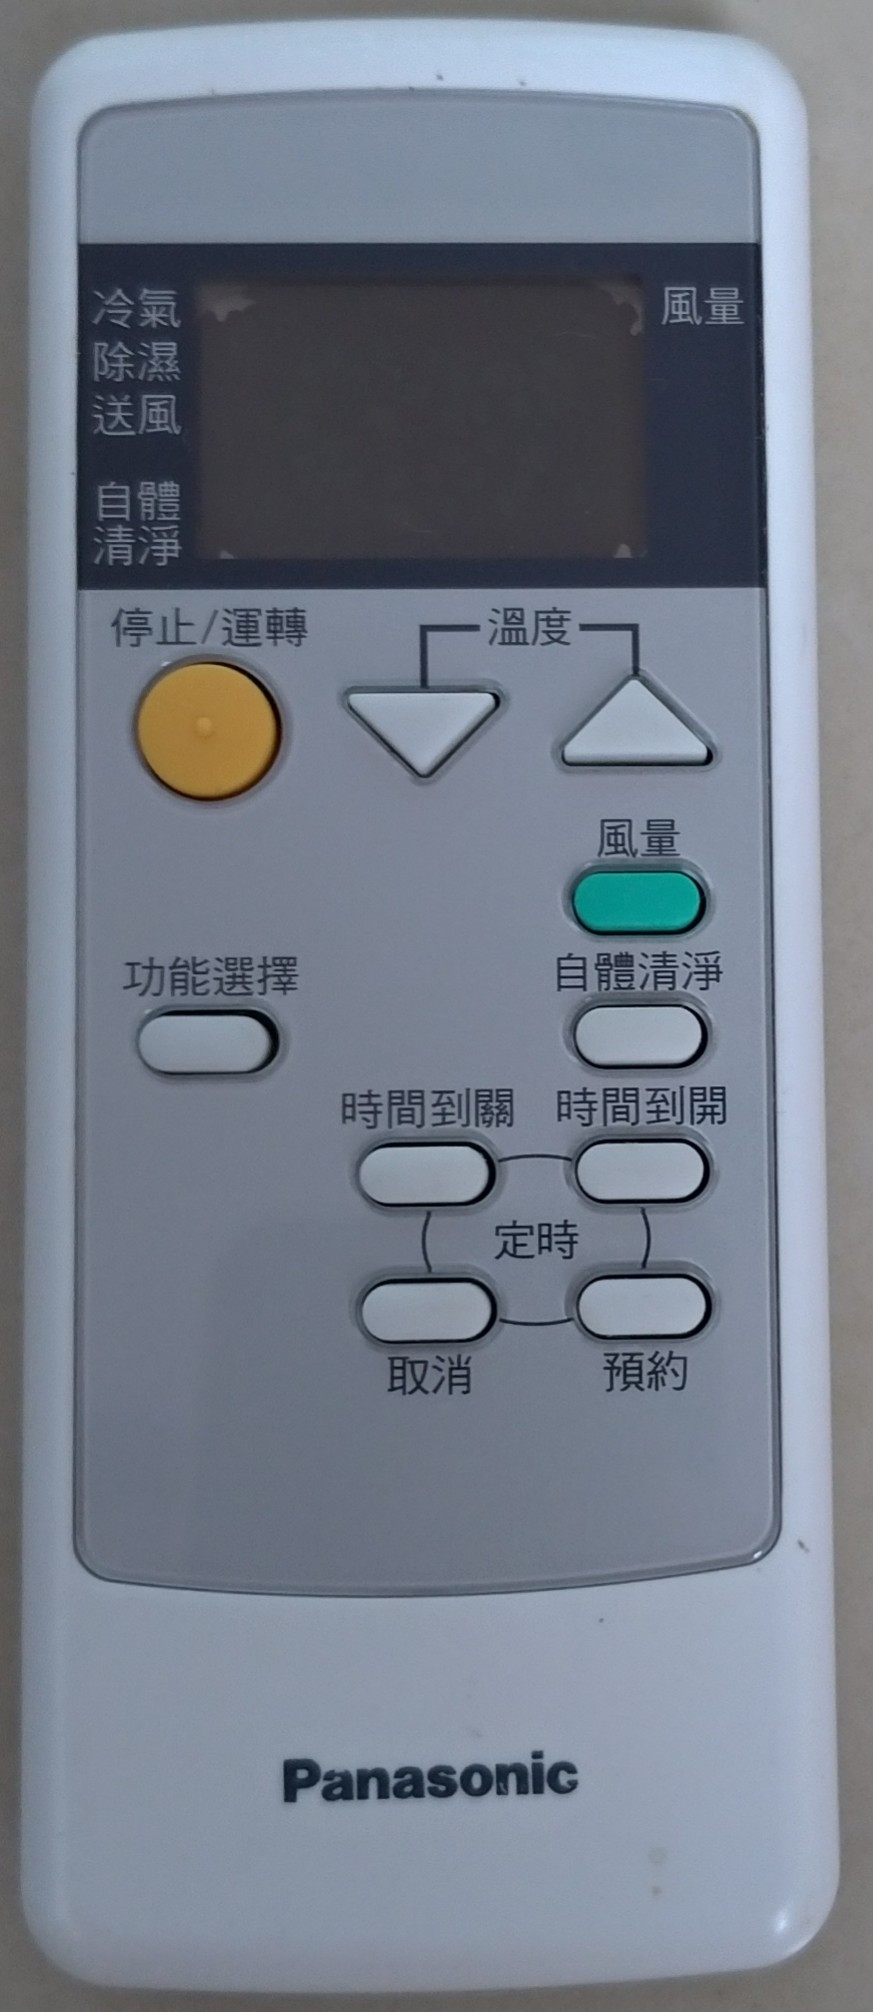 冷氣
風量
除濕
送風
自體
清淨
停止/運轉
溫度
風量
功能選擇
自體清淨
時間到關
時間到開
定時
取消
預約
Panasonic